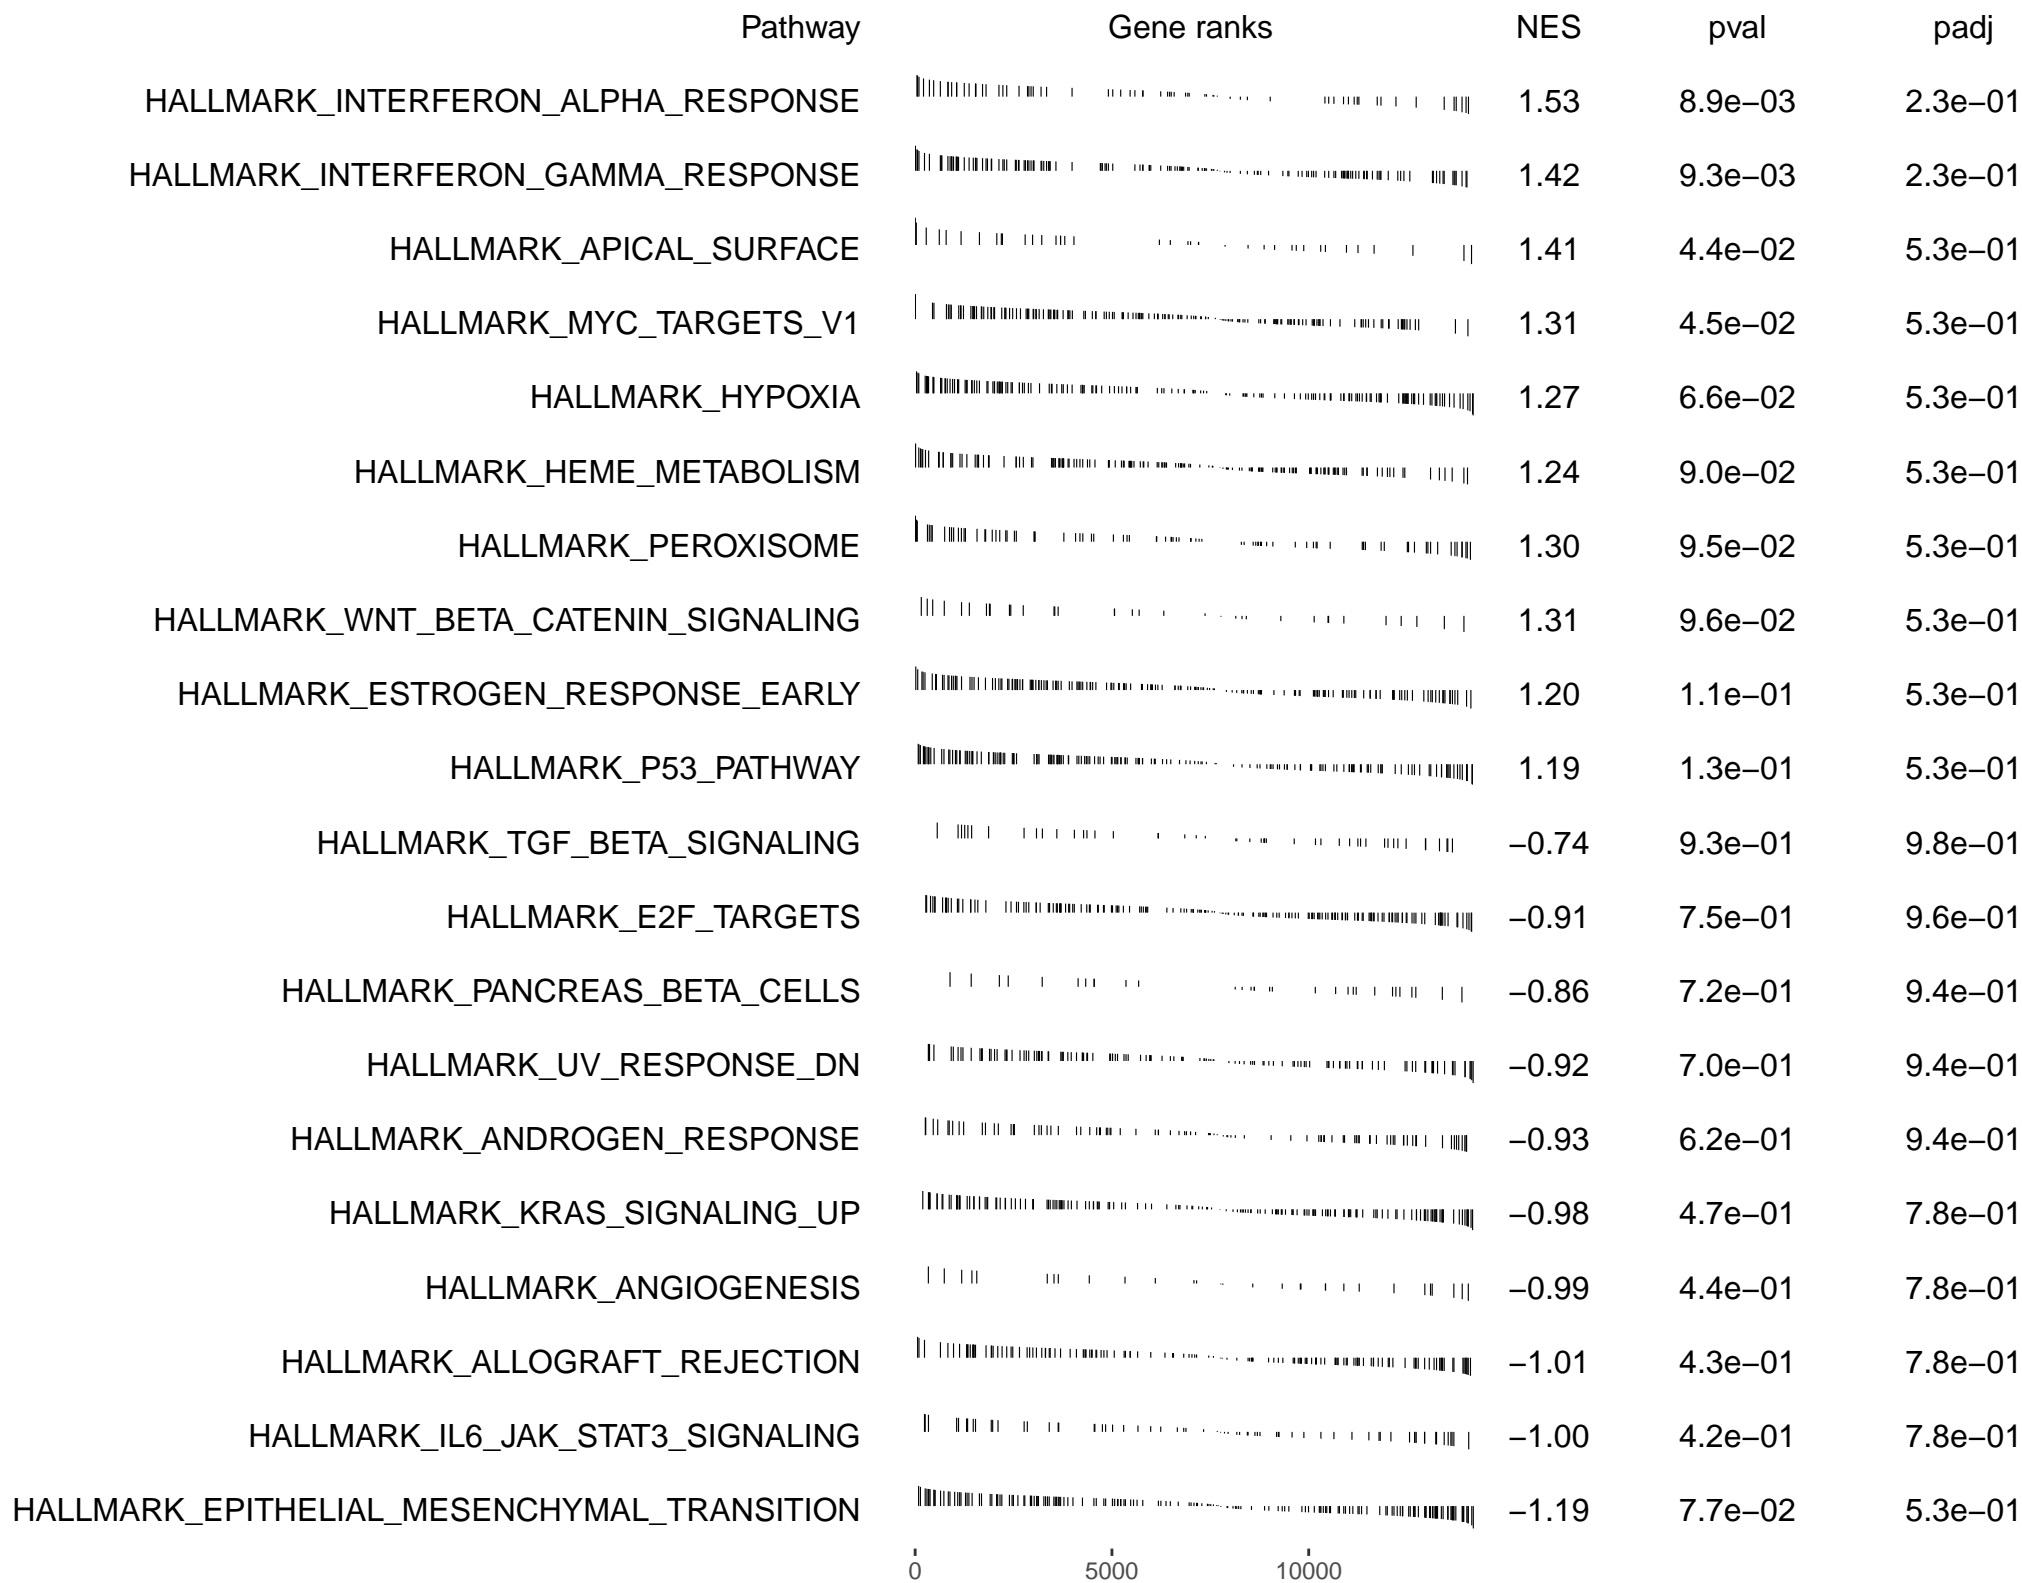 Pathway Gene ranks NES pval padj
HALLMARK_INTERFERON_ALPHA_RESPONSE 1.53 8.9e−03 2.3e−01
HALLMARK_INTERFERON_GAMMA_RESPONSE 1.42 9.3e−03 2.3e−01
HALLMARK_APICAL_SURFACE 1.41 4.4e−02 5.3e−01
HALLMARK_MYC_TARGETS_V1 1.31 4.5e−02 5.3e−01
HALLMARK_HYPOXIA 1.27 6.6e−02 5.3e−01
HALLMARK_HEME_METABOLISM 1.24 9.0e−02 5.3e−01
HALLMARK_PEROXISOME 1.30 9.5e−02 5.3e−01
HALLMARK_WNT_BETA_CATENIN_SIGNALING 1.31 9.6e−02 5.3e−01
HALLMARK_ESTROGEN_RESPONSE_EARLY 1.20 1.1e−01 5.3e−01
HALLMARK_P53_PATHWAY 1.19 1.3e−01 5.3e−01
HALLMARK_TGF_BETA_SIGNALING −0.74 9.3e−01 9.8e−01
HALLMARK_E2F_TARGETS −0.91 7.5e−01 9.6e−01
HALLMARK_PANCREAS_BETA_CELLS −0.86 7.2e−01 9.4e−01
HALLMARK_UV_RESPONSE_DN −0.92 7.0e−01 9.4e−01
HALLMARK_ANDROGEN_RESPONSE −0.93 6.2e−01 9.4e−01
HALLMARK_KRAS_SIGNALING_UP −0.98 4.7e−01 7.8e−01
HALLMARK_ANGIOGENESIS −0.99 4.4e−01 7.8e−01
HALLMARK_ALLOGRAFT_REJECTION −1.01 4.3e−01 7.8e−01
HALLMARK_IL6_JAK_STAT3_SIGNALING −1.00 4.2e−01 7.8e−01
HALLMARK_EPITHELIAL_MESENCHYMAL_TRANSITION −1.19 7.7e−02 5.3e−01
0 5000 10000